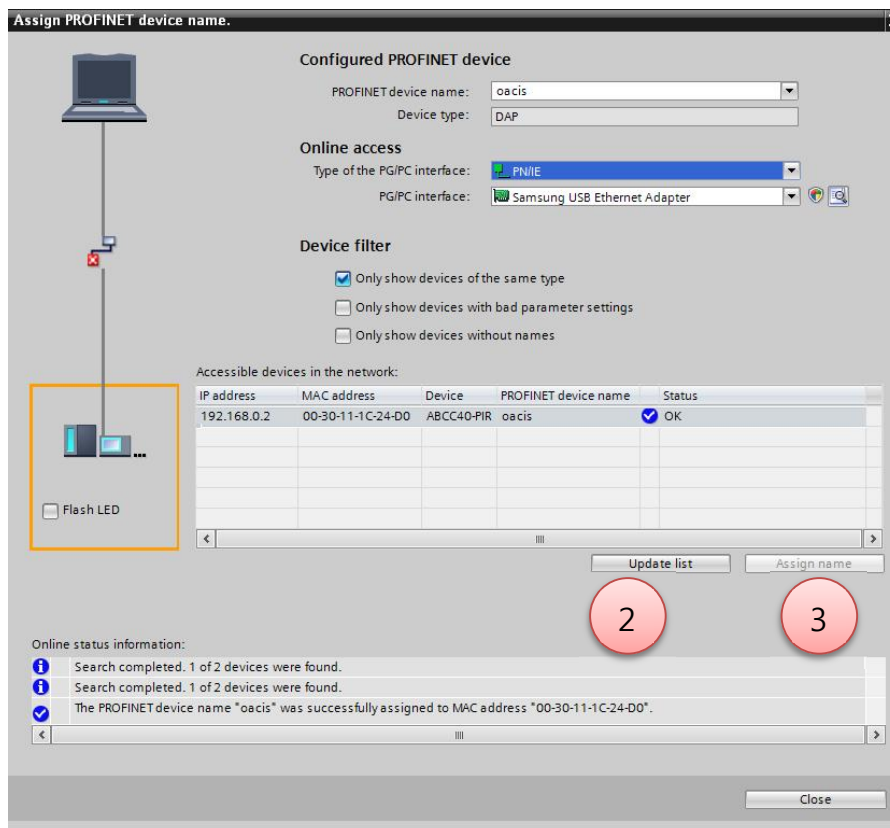 Assign PROFINET device name.
Configured PROFINET device
PROFINET device name: oacis
Device type: DAP
Online access
Type of the PG/PC interface: PN/IE
PG/PC interface: Samsung USB Ethernet Adapter
Device filter
Only show devices of the same type
Only show devices with bad parameter settings
Only show devices without names
Accessible devices in the network:
IP address MAC address Device PROFINET device name Status
192.168.0.2 00-30-11-1C-24-D0 ABCC40-PIR oacis OK
...
Flash LED
Update list Assign name
2 3
Online status information:
Search completed. 1 of 2 devices were found.
Search completed. 1 of 2 devices were found.
The PROFINET device name "oacis" was successfully assigned to MAC address "00-30-11-1C-24-D0".
Close